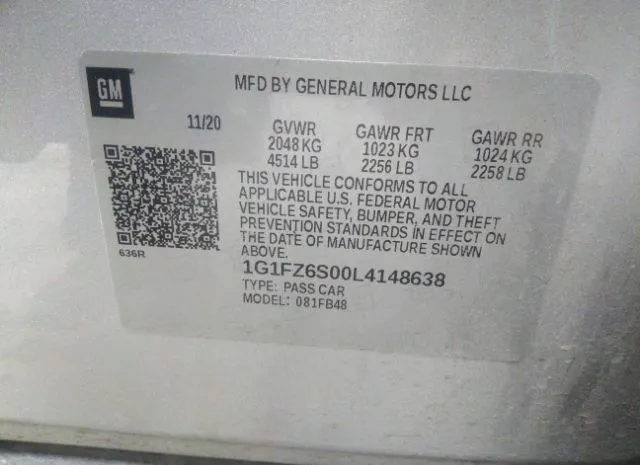 GM
MFD BY GENERAL MOTORS LLC
11/20 GVWR GAWR FRT GAWR RR
2048 KG 1023 KG 1024 KG
4514 LB 2256 LB 2258 LB
THIS VEHICLE CONFORMS TO ALL
APPLICABLE U.S. FEDERAL MOTOR
VEHICLE SAFETY, BUMPER, AND THEFT
PREVENTION STANDARDS IN EFFECT ON
THE DATE OF MANUFACTURE SHOWN
ABOVE.
636R
1G1FZ6S00L4148638
TYPE: PASS CAR
MODEL: 081FB48